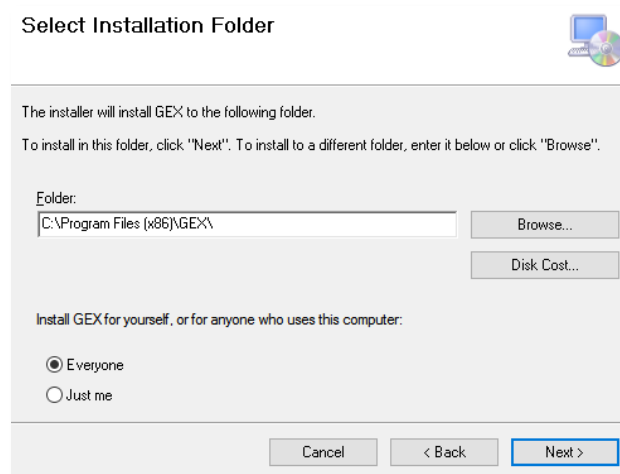 Select Installation Folder
The installer will install GEX to the following folder.
To install in this folder, click "Next". To install to a different folder, enter it below or click "Browse".
Folder:
C:\Program Files (x86)\GEX\
Browse...
Disk Cost...
Install GEX for yourself, or for anyone who uses this computer:
Everyone
Just me
Cancel
< Back
Next >